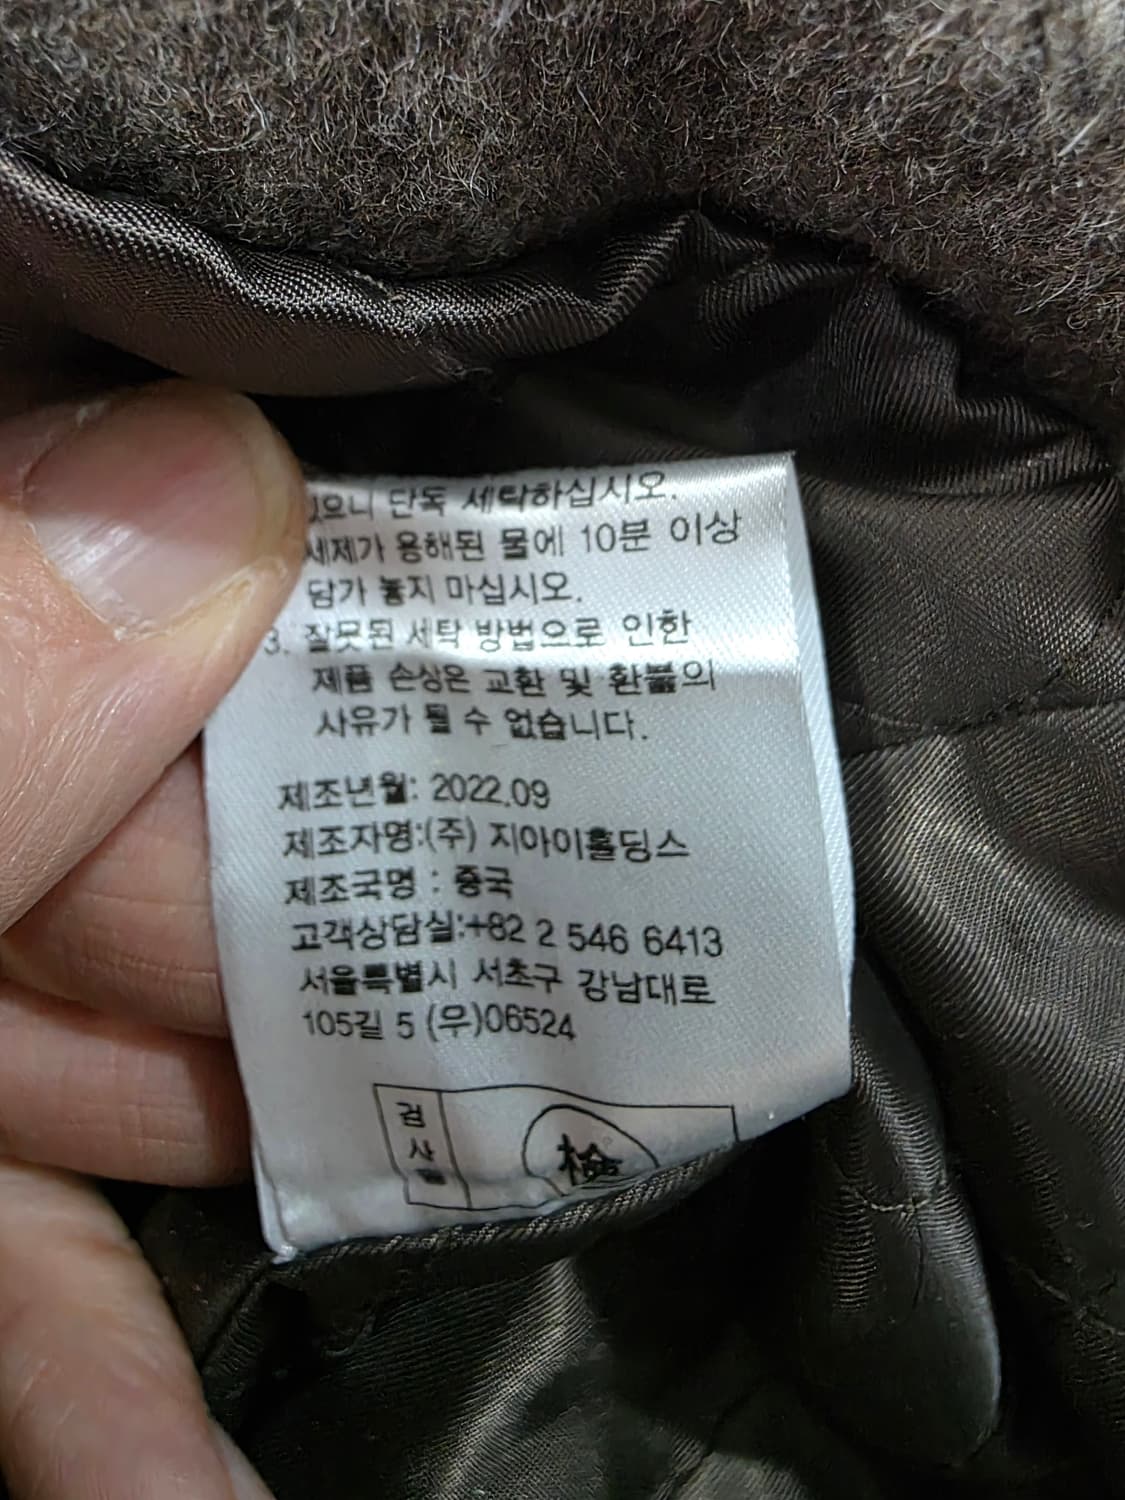 있으니 단독 세탁하십시오.
세제가 용해된 물에 10분 이상
담가 놓지 마십시오.
3. 잘못된 세탁 방법으로 인한
제품 손상은 교환 및 환불의
사유가 될 수 없습니다.
제조년월: 2022.09
제조자명:(주) 지아이홀딩스
제조국명 : 중국
고객상담실:+82 2 546 6413
서울특별시 서초구 강남대로
105길 5 (우)06524
검
사
필
檢